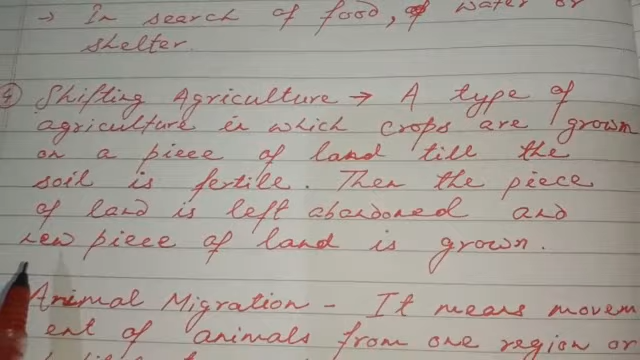 → In search of food, of water or
shelter.
④ Shifting Agriculture → A type of
agriculture in which crops are grown
on a piece of land till the
soil is fertile. Then the piece
of land is left abandoned and
new piece of land is grown.
Animal Migration - It means movem
ent of animals from one region or